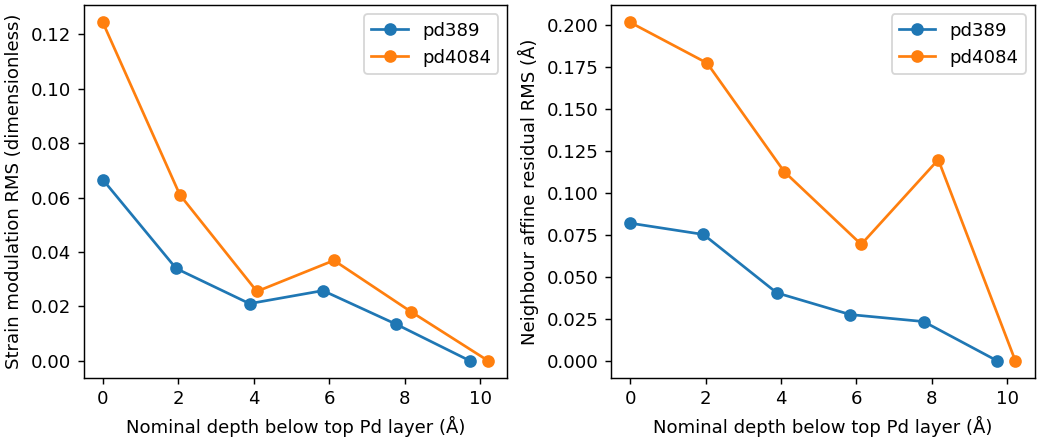 Strain modulation RMS (dimensionless)
0.12
0.10
0.08
0.06
0.04
0.02
0.00
0 2 4 6 8 10
Nominal depth below top Pd layer (Å)
pd389
pd4084
Neighbour affine residual RMS (Å)
0.200
0.175
0.150
0.125
0.100
0.075
0.050
0.025
0.000
0 2 4 6 8 10
Nominal depth below top Pd layer (Å)
pd389
pd4084